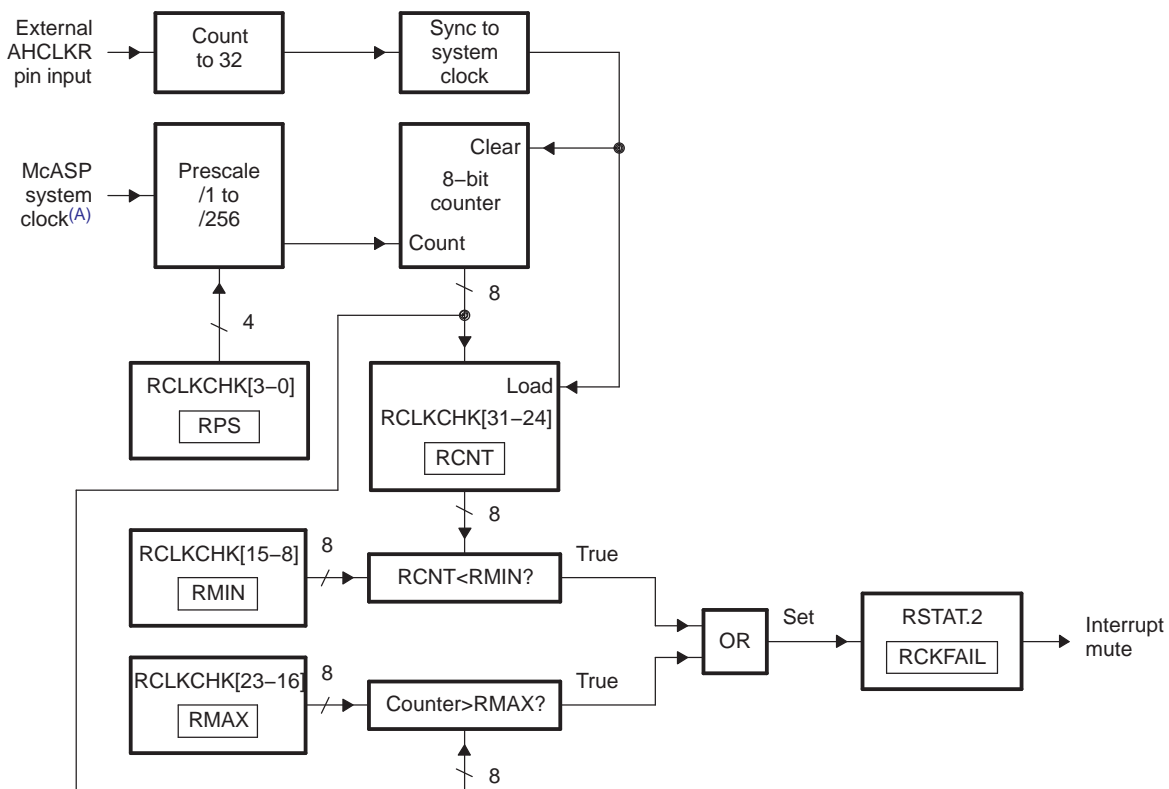 External
AHCLKR
pin input
Count
to 32
Sync to
system
clock
McASP
system
clock(A)
Prescale
/1 to
/256
Clear
8–bit
counter
Count
8
4
RCLKCHK[3–0]
RPS
Load
RCLKCHK[31–24]
RCNT
8
RCLKCHK[15–8]
RMIN
8
RCNT<RMIN?
True
RCLKCHK[23–16]
RMAX
8
Counter>RMAX?
True
8
OR
Set
RSTAT.2
RCKFAIL
Interrupt
mute